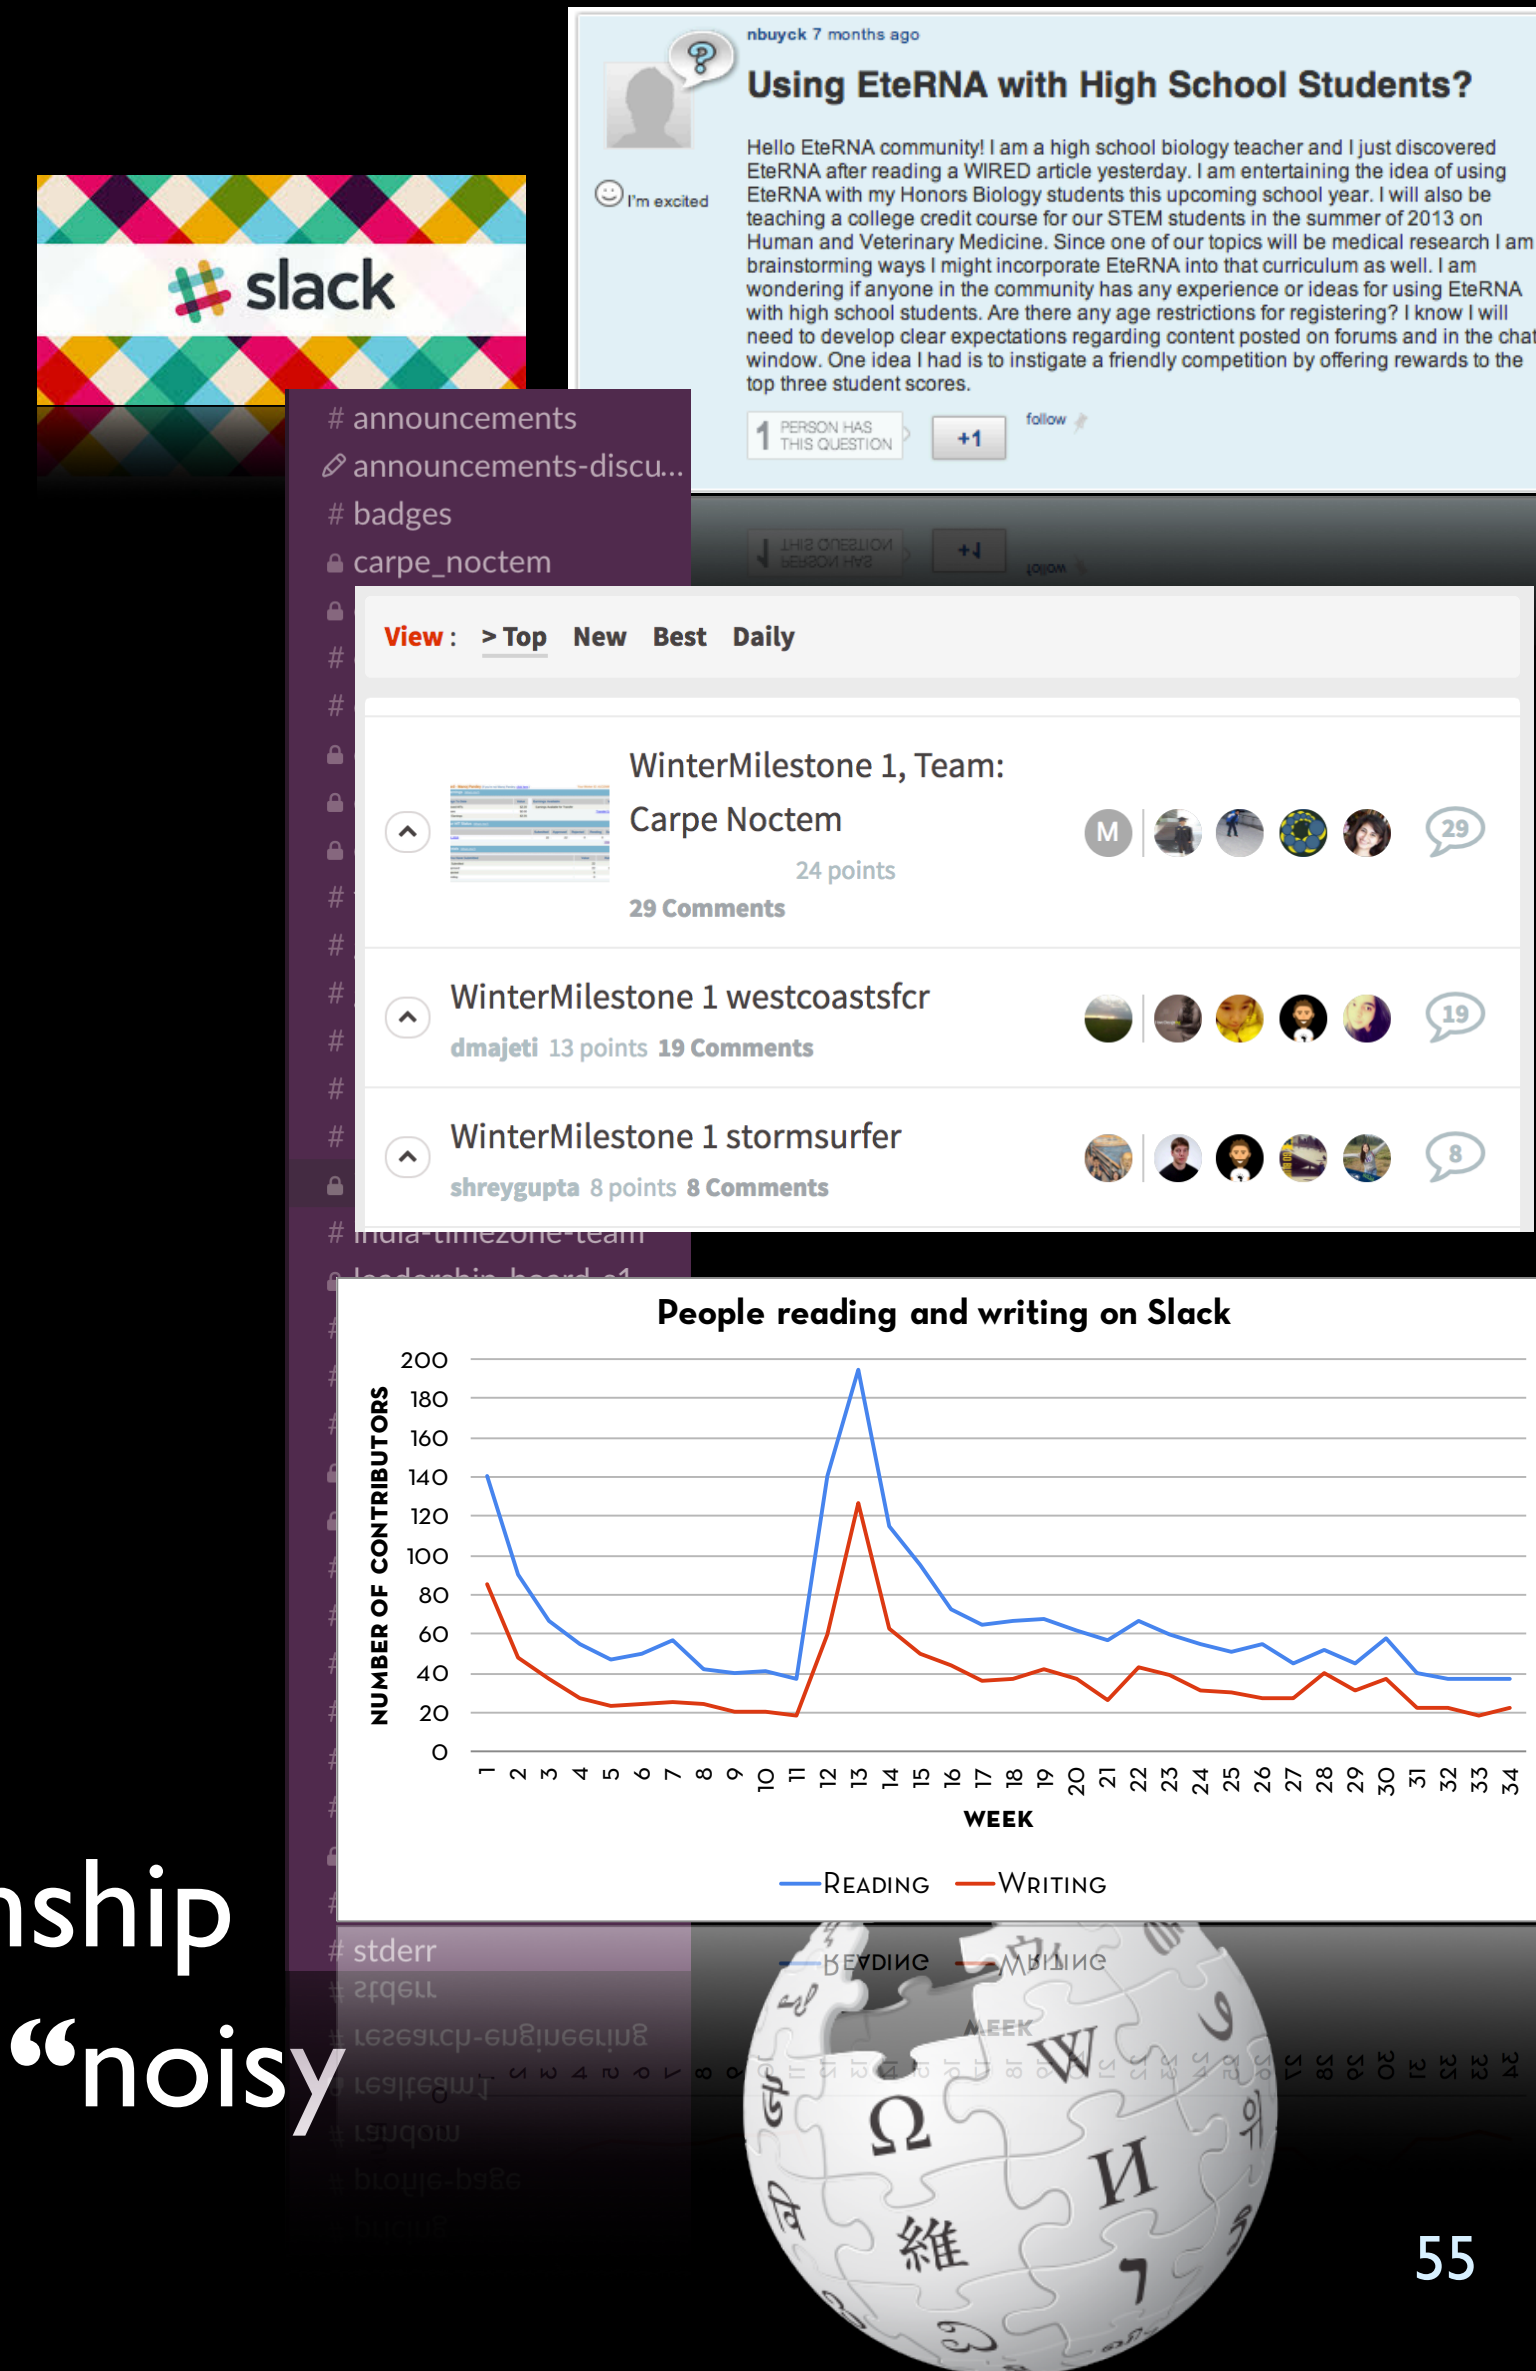 nbuyck 7 months ago
Using EteRNA with High School Students?
I'm excited
Hello EteRNA community! I am a high school biology teacher and I just discovered
EteRNA after reading a WIRED article yesterday. I am entertaining the idea of using
EteRNA with my Honors Biology students this upcoming school year. I will also be
teaching a college credit course for our STEM students in the summer of 2013 on
Human and Veterinary Medicine. Since one of our topics will be medical research I am
brainstorming ways I might incorporate EteRNA into that curriculum as well. I am
wondering if anyone in the community has any experience or ideas for using EteRNA
with high school students. Are there any age restrictions for registering? I know I will
need to develop clear expectations regarding content posted on forums and in the chat
window. One idea I had is to instigate a friendly competition by offering rewards to the
top three student scores.
1 PERSON HAS
THIS QUESTION
+1
follow
slack
# announcements
announcements-discu...
# badges
carpe_noctem
View : > Top New Best Daily
WinterMilestone 1, Team:
Carpe Noctem
24 points
29 Comments
M
29
WinterMilestone 1 westcoastsfcr
dmajeti 13 points 19 Comments
19
WinterMilestone 1 stormsurfer
shreygupta 8 points 8 Comments
8
# india-timezone-team
People reading and writing on Slack
NUMBER OF CONTRIBUTORS
200
180
160
140
120
100
80
60
40
20
0
1 2 3 4 5 6 7 8 9 10 11 12 13 14 15 16 17 18 19 20 21 22 23 24 25 26 27 28 29 30 31 32 33 34
WEEK
READING WRITING
nship
# stderr
“noisy
Ω
W
И
維
55